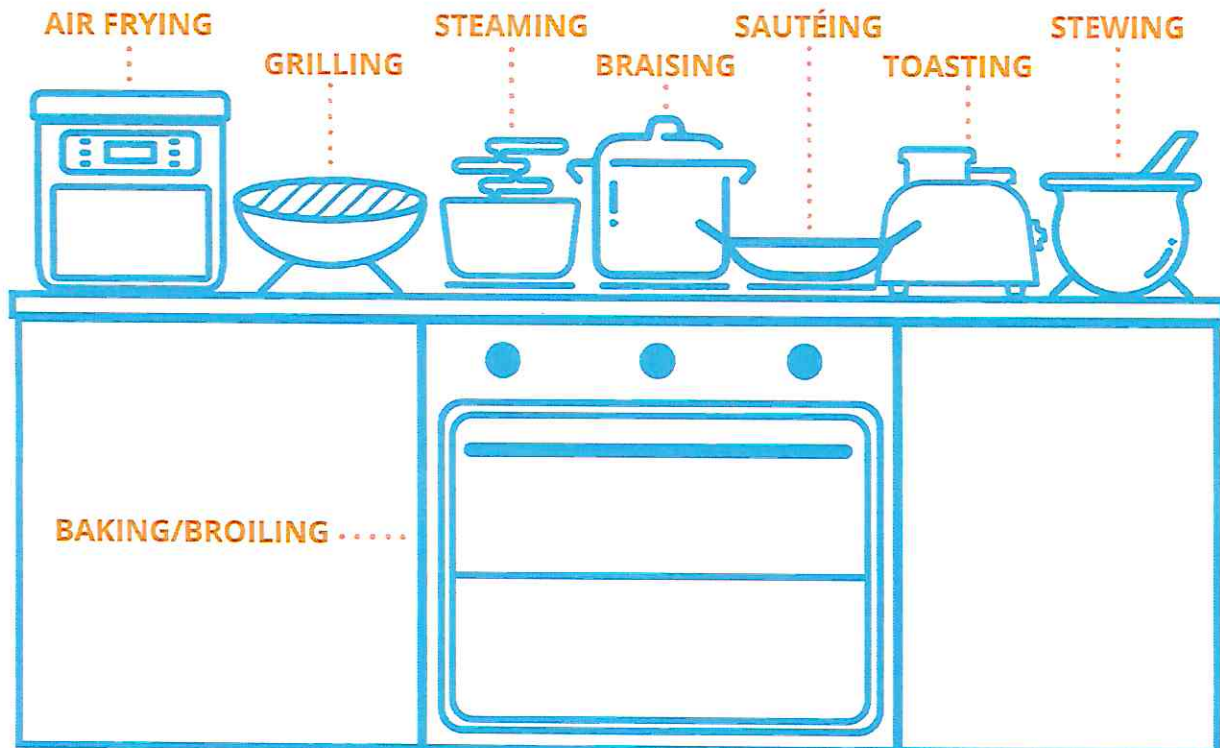 AIR FRYING
GRILLING
STEAMING
BRAISING
SAUTÉING
TOASTING
STEWING
BAKING/BROILING